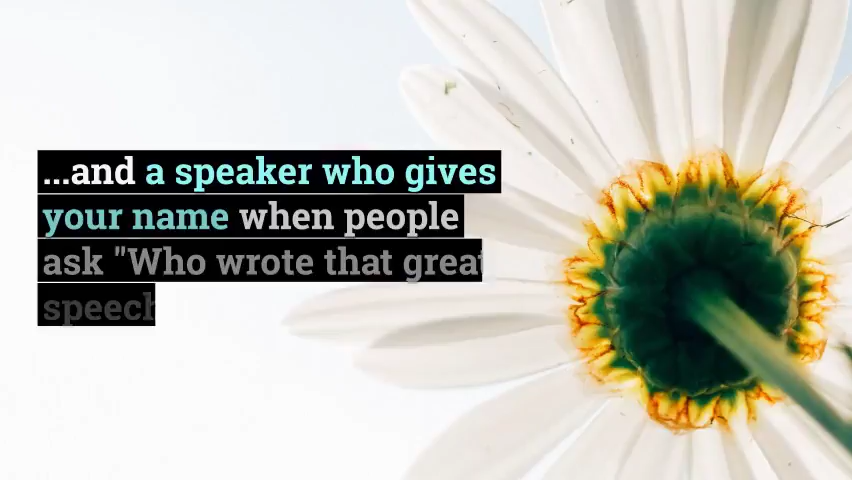 ...and a speaker who gives
your name when people
ask "Who wrote that great
speech